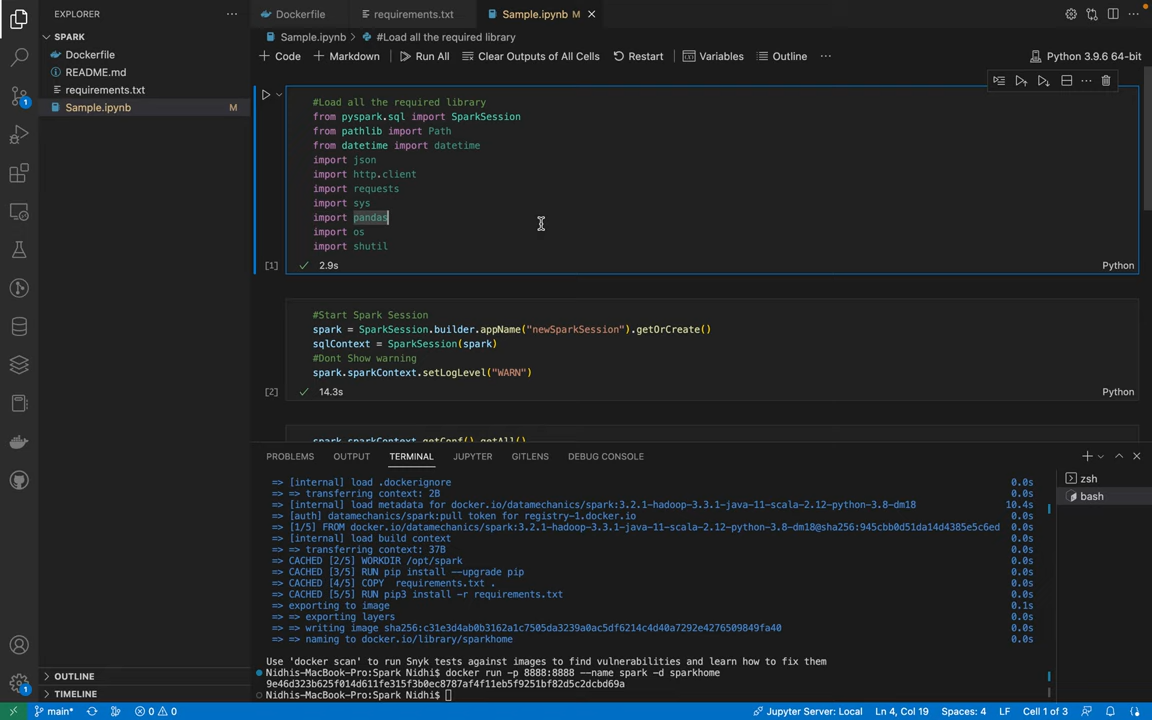 EXPLORER
Dockerfile
requirements.txt
Sample.ipynb M
SPARK
Dockerfile
README.md
requirements.txt
Sample.ipynb M
Sample.ipynb > #Load all the required library
+ Code + Markdown Run All Clear Outputs of All Cells Restart Variables Outline ...
Python 3.9.6 64-bit
#Load all the required library
from pyspark.sql import SparkSession
from pathlib import Path
from datetime import datetime
import json
import http.client
import requests
import sys
import pandas
import os
import shutil
[1] 2.9s Python
#Start Spark Session
spark = SparkSession.builder.appName("newSparkSession").getOrCreate()
sqlContext = SparkSession(spark)
#Dont Show warning
spark.sparkContext.setLogLevel("WARN")
[2] 14.3s Python
spark.sparkContext.getConf().getAll()
PROBLEMS OUTPUT TERMINAL JUPYTER GITLENS DEBUG CONSOLE
zsh
bash
=> [internal] load .dockerignore 0.0s
=> => transferring context: 2B 0.0s
=> [internal] load metadata for docker.io/datamechanics/spark:3.2.1-hadoop-3.3.1-java-11-scala-2.12-python-3.8-dm18 10.4s
=> [auth] datamechanics/spark:pull token for registry-1.docker.io 0.0s
=> [1/5] FROM docker.io/datamechanics/spark:3.2.1-hadoop-3.3.1-java-11-scala-2.12-python-3.8-dm18@sha256:945cbb0d51da14d4385e5c6ed 0.0s
=> [internal] load build context 0.0s
=> => transferring context: 37B 0.0s
=> CACHED [2/5] WORKDIR /opt/spark 0.0s
=> CACHED [3/5] RUN pip install --upgrade pip 0.0s
=> CACHED [4/5] COPY requirements.txt . 0.0s
=> CACHED [5/5] RUN pip3 install -r requirements.txt 0.0s
=> exporting to image 0.1s
=> => exporting layers 0.0s
=> => writing image sha256:c31e3d4ab0b3162a1c7505da3239a0ac5df6214c4d40a7292e4276509849fa40 0.0s
=> => naming to docker.io/library/sparkhome 0.0s
Use 'docker scan' to run Snyk tests against images to find vulnerabilities and learn how to fix them
Nidhis-MacBook-Pro:Spark Nidhi$ docker run -p 8888:8888 --name spark -d sparkhome
9e46d323b625f014d611fe315f3b0ec8787af4f11eb5f9251bf82d5c2dcbd69a
Nidhis-MacBook-Pro:Spark Nidhi$
OUTLINE
TIMELINE
1
1
main* 0 0 Jupyter Server: Local Ln 4, Col 19 Spaces: 4 LF Cell 1 of 3